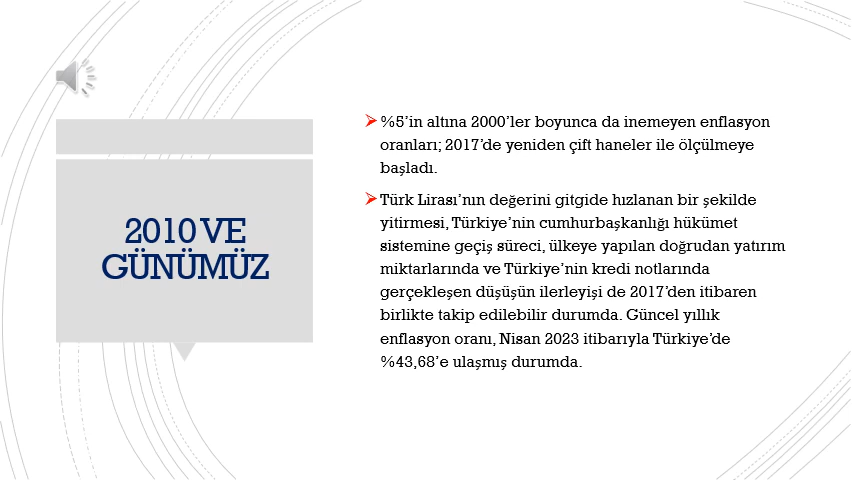 2010 VE
GÜNÜMÜZ
%5’in altına 2000’ler boyunca da inemeyen enflasyon
oranları; 2017’de yeniden çift haneler ile ölçülmeye
başladı.
Türk Lirası’nın değerini gitgide hızlanan bir şekilde
yitirmesi, Türkiye’nin cumhurbaşkanlığı hükümet
sistemine geçiş süreci, ülkeye yapılan doğrudan yatırım
miktarlarında ve Türkiye’nin kredi notlarında
gerçekleşen düşüşün ilerleyişi de 2017’den itibaren
birlikte takip edilebilir durumda. Güncel yıllık
enflasyon oranı, Nisan 2023 itibarıyla Türkiye’de
%43,68’e ulaşmış durumda.